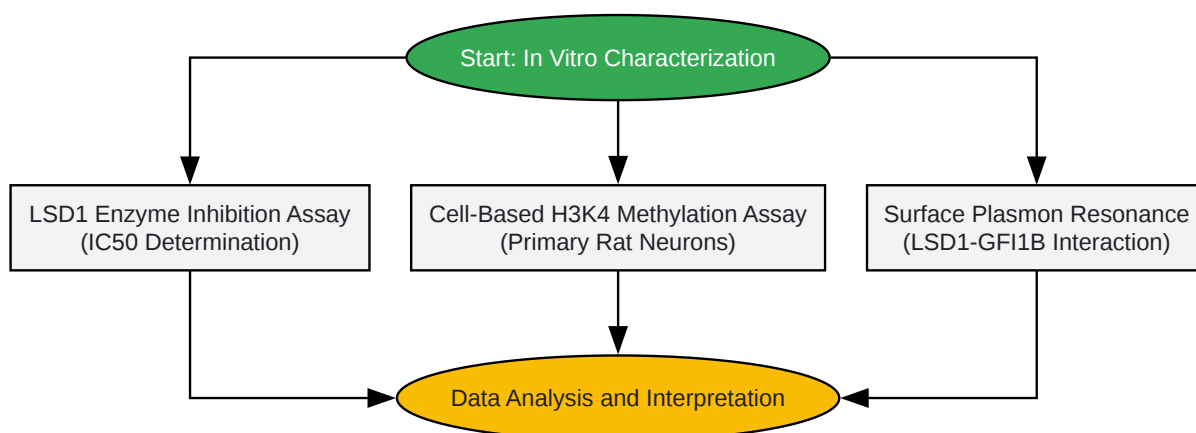 Start: In Vitro Characterization
LSD1 Enzyme Inhibition Assay
(IC50 Determination)
Cell-Based H3K4 Methylation Assay
(Primary Rat Neurons)
Surface Plasmon Resonance
(LSD1-GFI1B Interaction)
Data Analysis and Interpretation